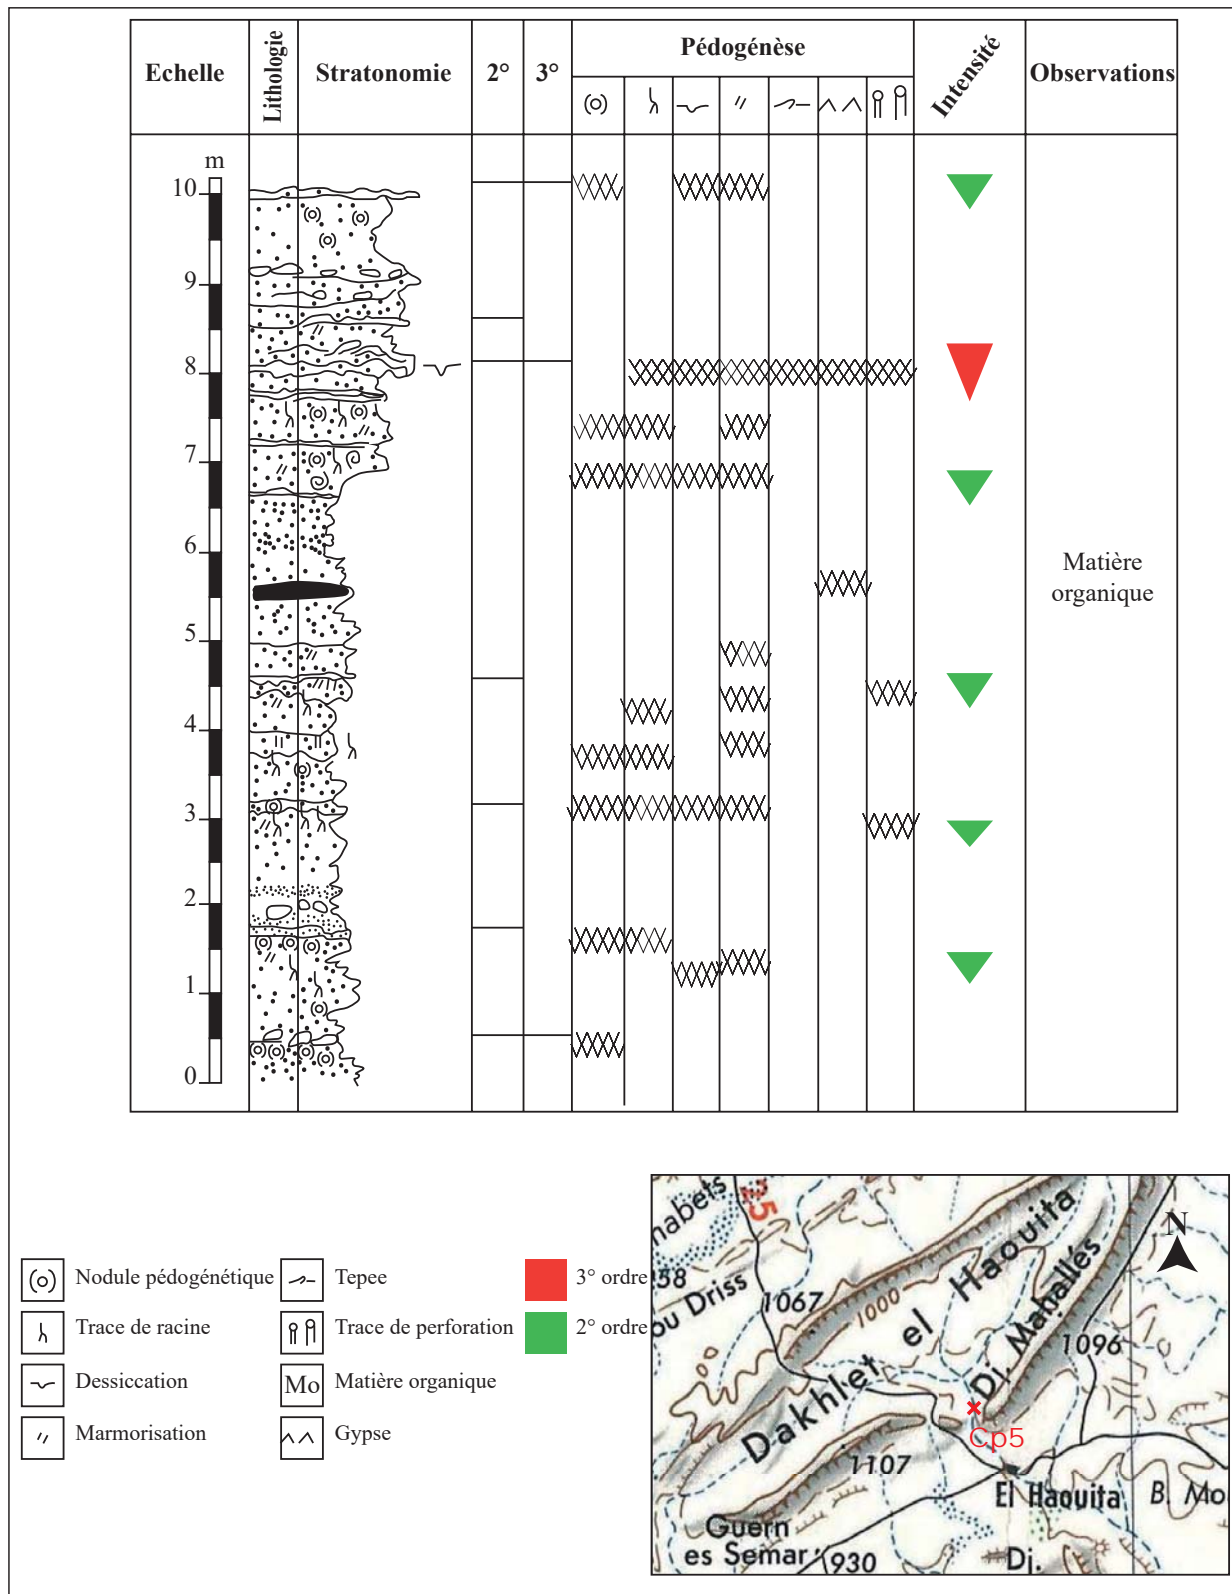 Echelle
Lithologie
Stratonomie
2°
3°
Pédogénèse
Intensité
Observations
m
10
9
8
7
6
5
4
3
2
1
0
Matière
organique
Nodule pédogénétique
Tepee
3° ordre
Trace de racine
Trace de perforation
2° ordre
Dessiccation
Mo
Matière organique
Marmorisation
Gypse
nabets
35
N
38
ou Driss
1067
1000
Dakhlet el Haouita
Dj. Mahallés
1096
Cp5
1107
El Haouita
B. Mo
Guern
es Semar
930
Dj.